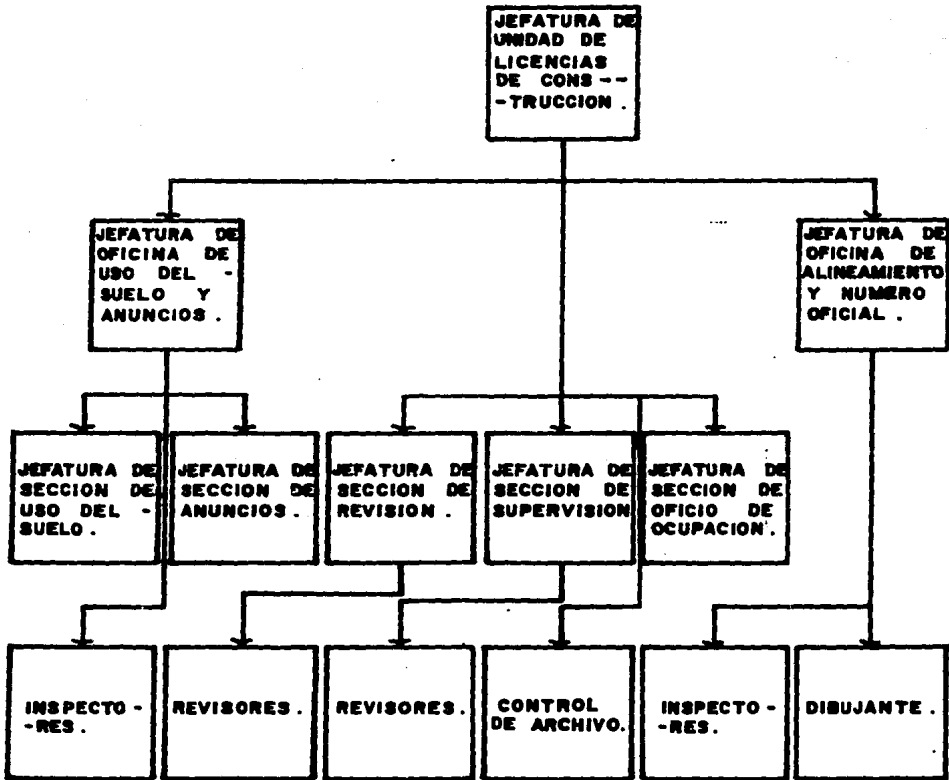 JEFATURA DE
UNIDAD DE
LICENCIAS
DE CONS --
-TRUCCION .
JEFATURA DE
OFICINA DE
USO DEL -
SUELO Y
ANUNCIOS .
JEFATURA DE
OFICINA DE
ALINEAMIENTO
Y NUMERO
OFICIAL .
JEFATURA DE
SECCION DE
USO DEL -
SUELO .
JEFATURA DE
SECCION DE
ANUNCIOS .
JEFATURA DE
SECCION DE
REVISION .
JEFATURA DE
SECCION DE
SUPERVISION
JEFATURA DE
SECCION DE
OFICIO DE
OCUPACION .
INSPECTO -
-RES .
REVISORES .
REVISORES .
CONTROL
DE ARCHIVO.
INSPECTO -
-RES .
DIBUJANTE .